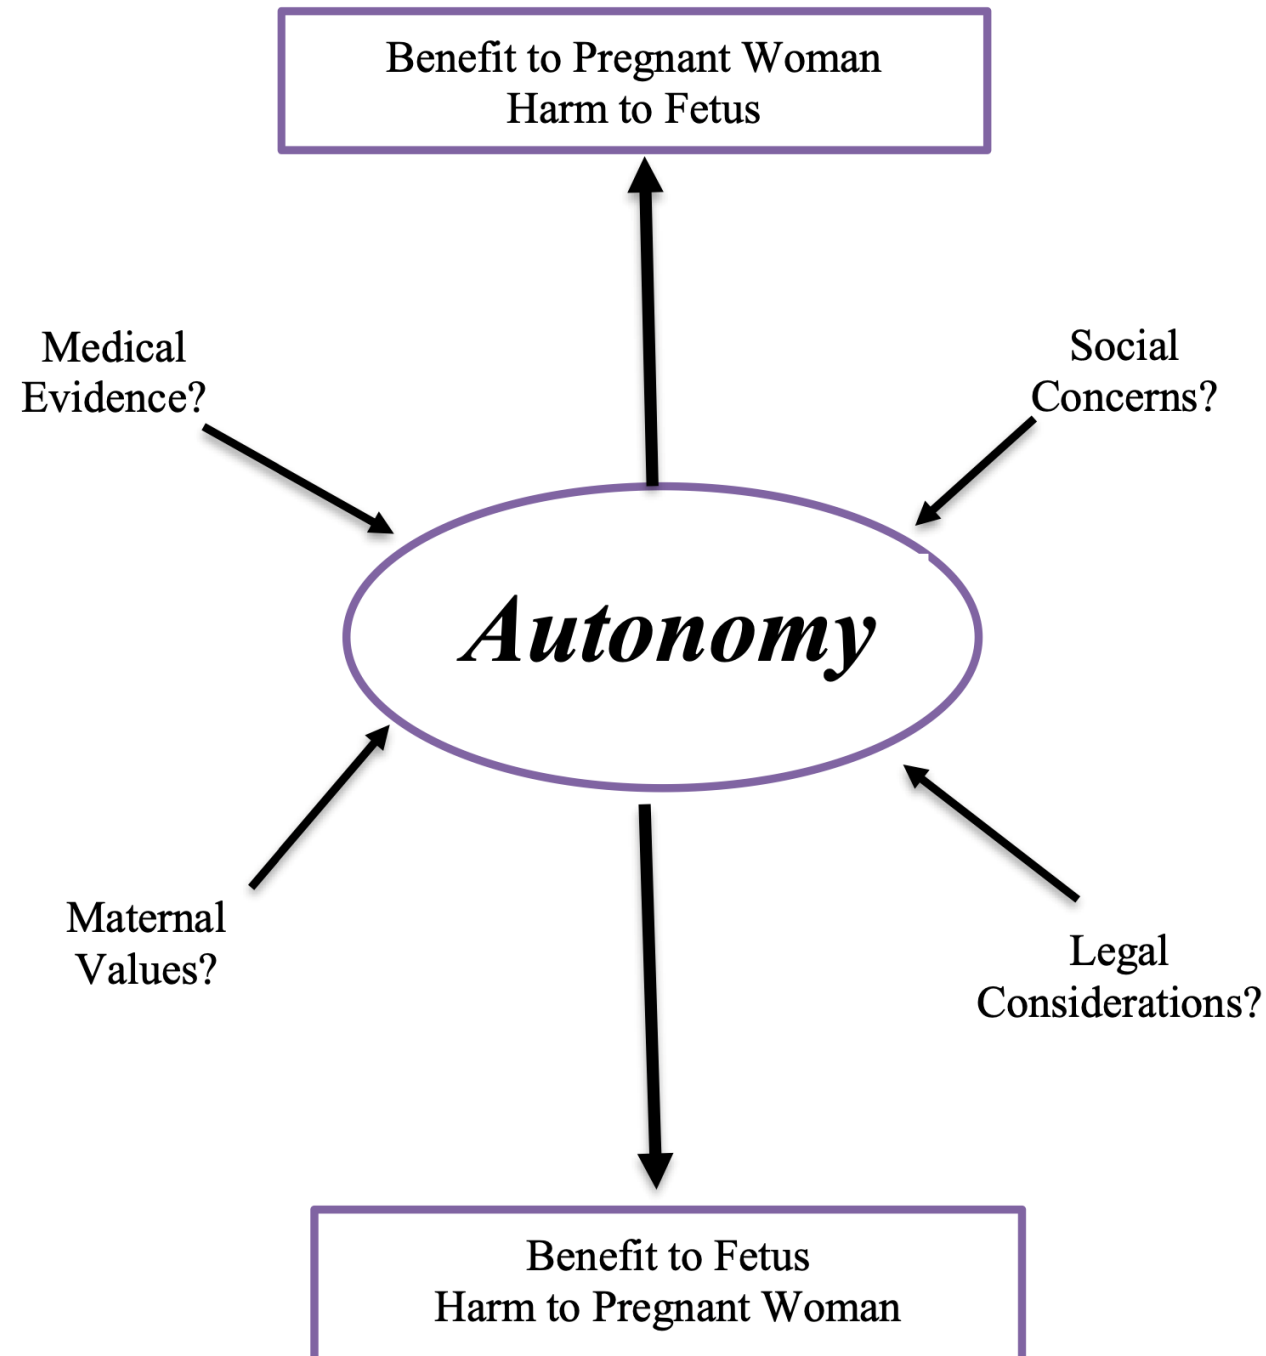 Benefit to Pregnant Woman
Harm to Fetus
Medical
Evidence?
Social
Concerns?
Autonomy
Maternal
Values?
Legal
Considerations?
Benefit to Fetus
Harm to Pregnant Woman